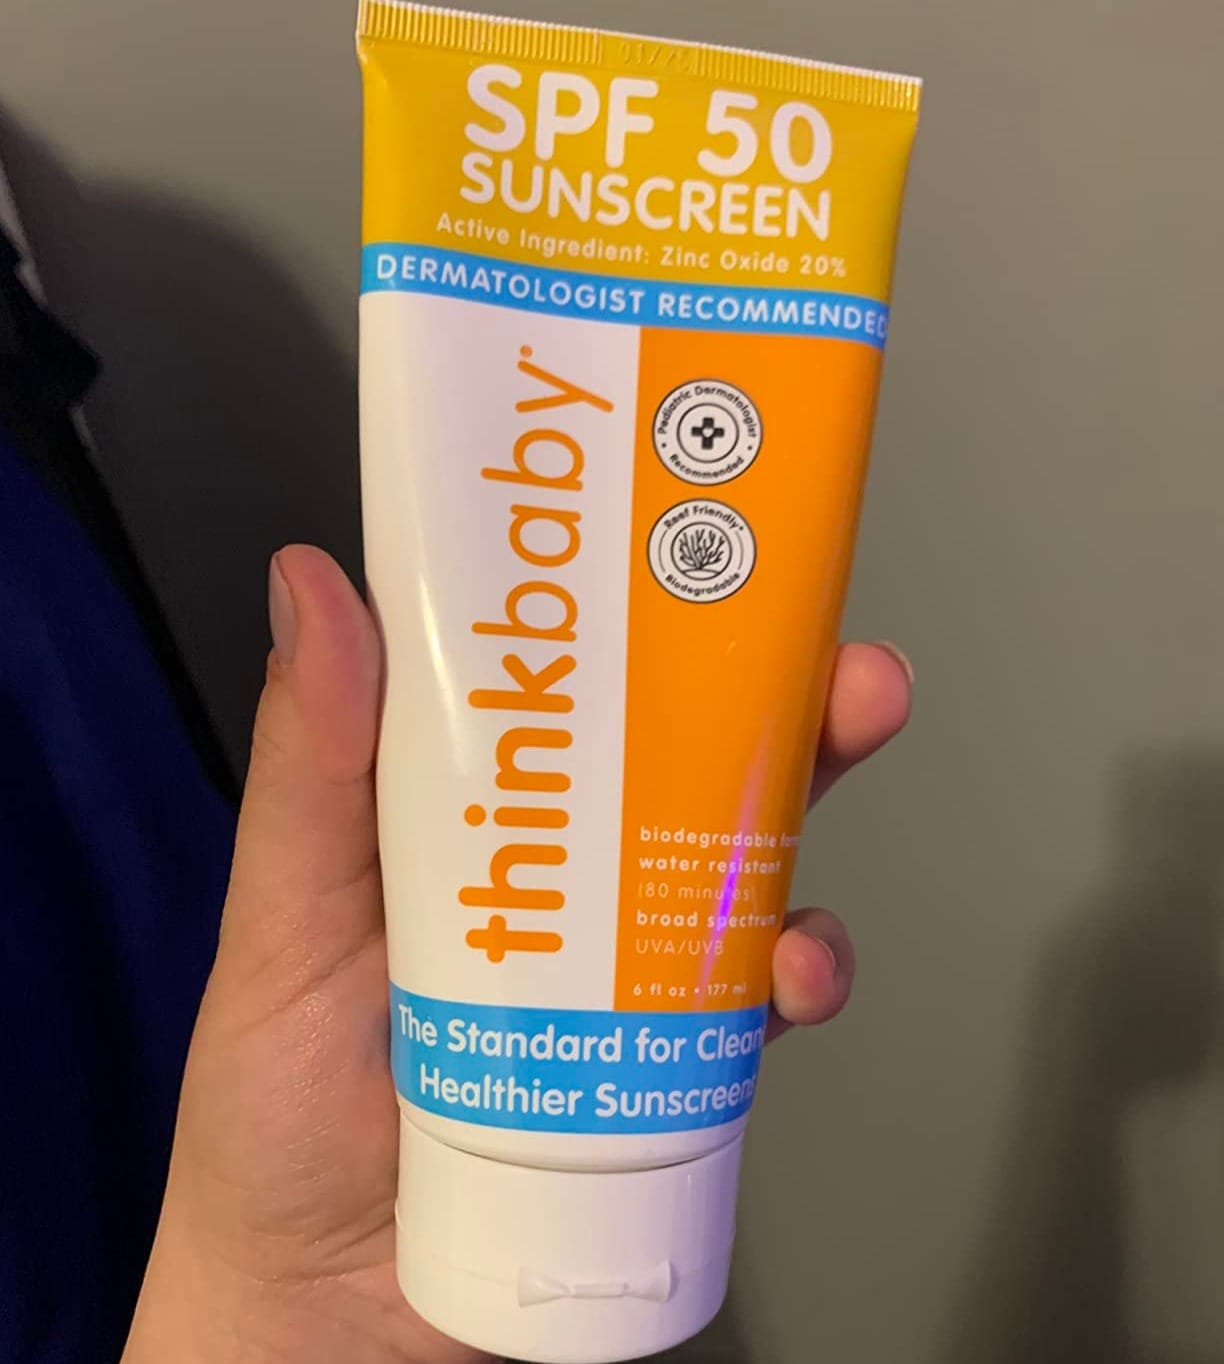 SPF 50
SUNSCREEN
Active Ingredient: Zinc Oxide 20%
DERMATOLOGIST RECOMMENDED
thinkbaby
Pediatric Dermatologist
Recommended
Reef Friendly*
Biodegradable
biodegradable
water resistant
(80 minutes)
broad spectrum
UVA/UVB
6 fl oz • 177 ml
The Standard for Clean
Healthier Sunscreens